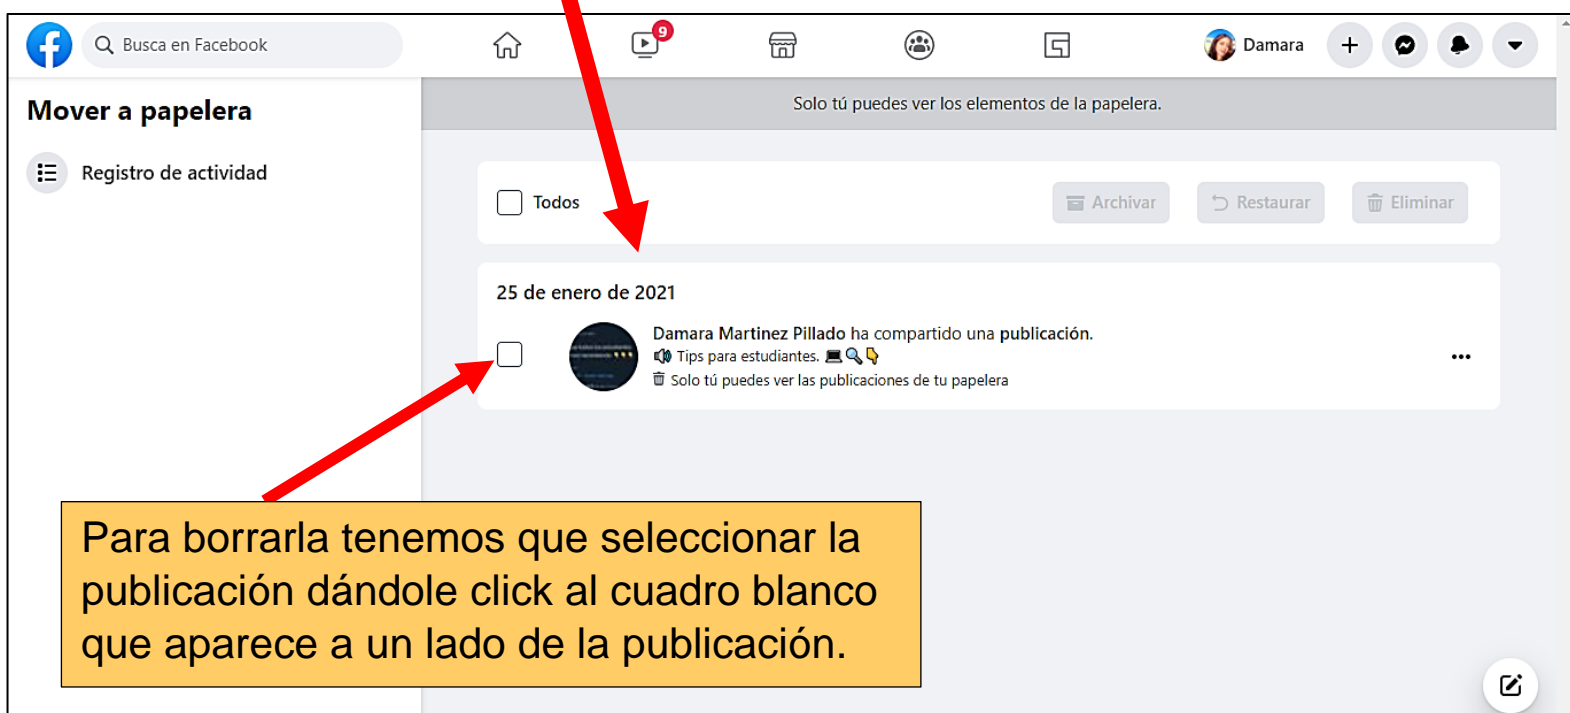 Busca en Facebook
9
Damara
Mover a papelera
Solo tú puedes ver los elementos de la papelera.
Registro de actividad
Todos
Archivar
Restaurar
Eliminar
25 de enero de 2021
Damara Martinez Pillado ha compartido una publicación.
Tips para estudiantes.
Solo tú puedes ver las publicaciones de tu papelera
Para borrarla tenemos que seleccionar la
publicación dándole click al cuadro blanco
que aparece a un lado de la publicación.